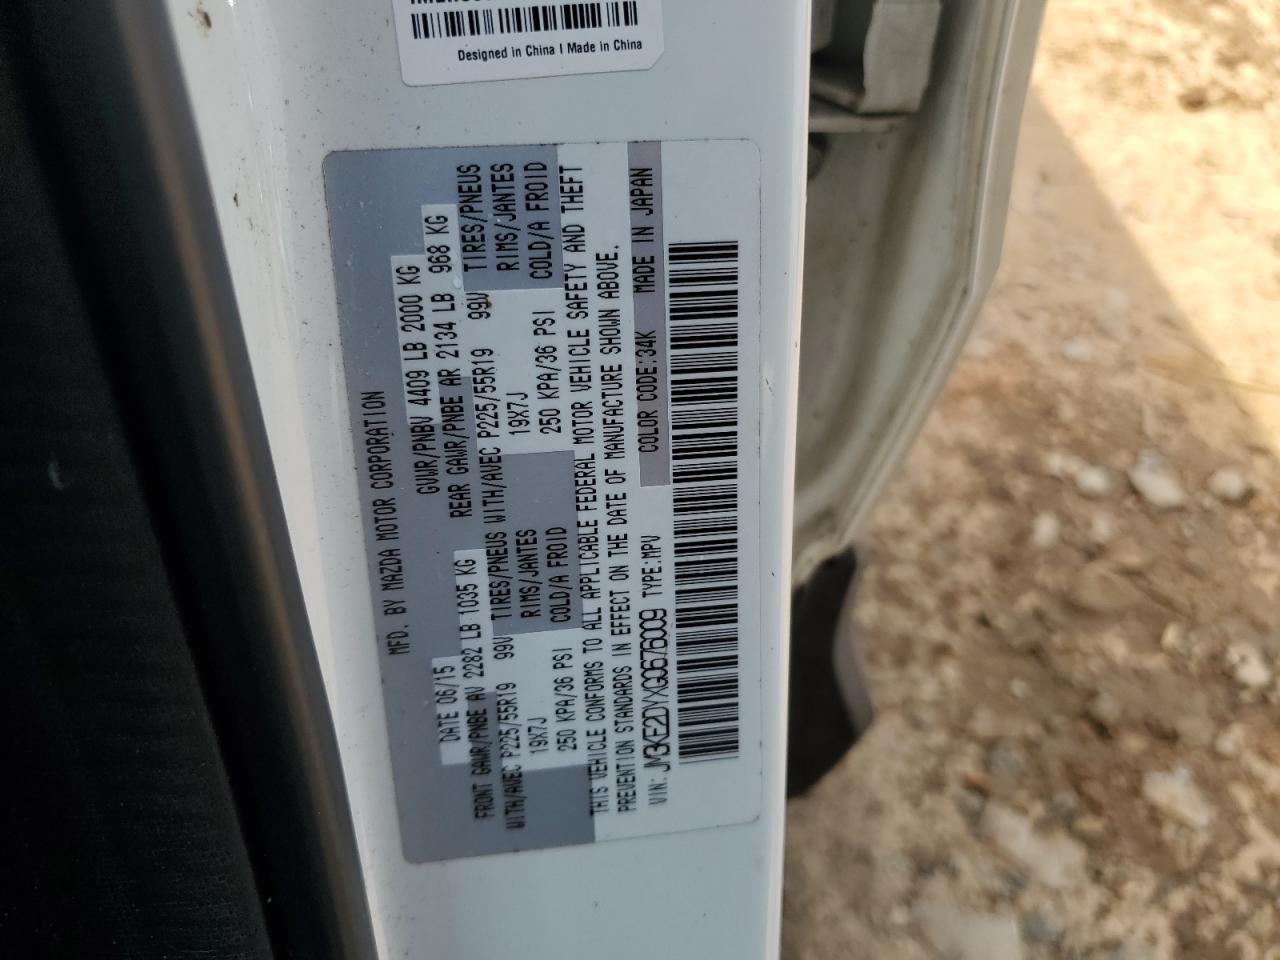 Designed in China I Made in China
MFD. BY MAZDA MOTOR CORPORATION
DATE 06/15 GVWR/PNBV 4409 LB 2000 KG
FRONT GAWR/PNBE AV 2282 LB 1035 KG REAR GAWR/PNBE AR 2134 LB 968 KG
WITH/AVEC P225/55R19 99V TIRES/PNEUS WITH/AVEC P225/55R19 99V TIRES/PNEUS
19X7J RIMS/JANTES 19X7J RIMS/JANTES
250 KPA/36 PSI COLD/A FROID 250 KPA/36 PSI COLD/A FROID
THIS VEHICLE CONFORMS TO ALL APPLICABLE FEDERAL MOTOR VEHICLE SAFETY AND THEFT
PREVENTION STANDARDS IN EFFECT ON THE DATE OF MANUFACTURE SHOWN ABOVE.
VIN: JM3KE2DYXG0676009 TYPE:MPV COLOR CODE:34K MADE IN JAPAN